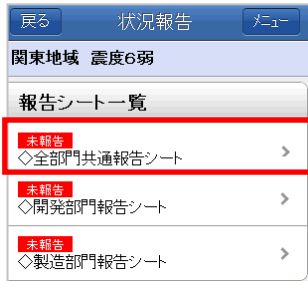 戻る 状況報告 メニュー
関東地域 震度6弱
報告シート一覧
未報告
◇全部門共通報告シート
未報告
◇開発部門報告シート
未報告
◇製造部門報告シート